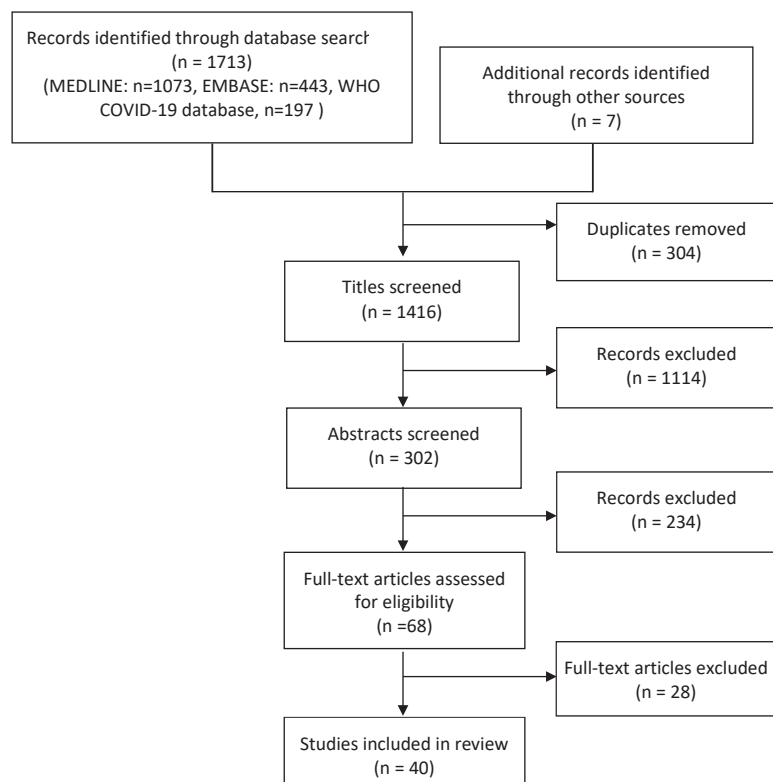 Records identified through database search
(n = 1713)
(MEDLINE: n=1073, EMBASE: n=443, WHO
COVID-19 database, n=197 )
Additional records identified
through other sources
(n = 7)
Duplicates removed
(n = 304)
Titles screened
(n = 1416)
Records excluded
(n = 1114)
Abstracts screened
(n = 302)
Records excluded
(n = 234)
Full-text articles assessed
for eligibility
(n =68)
Full-text articles excluded
(n = 28)
Studies included in review
(n = 40)